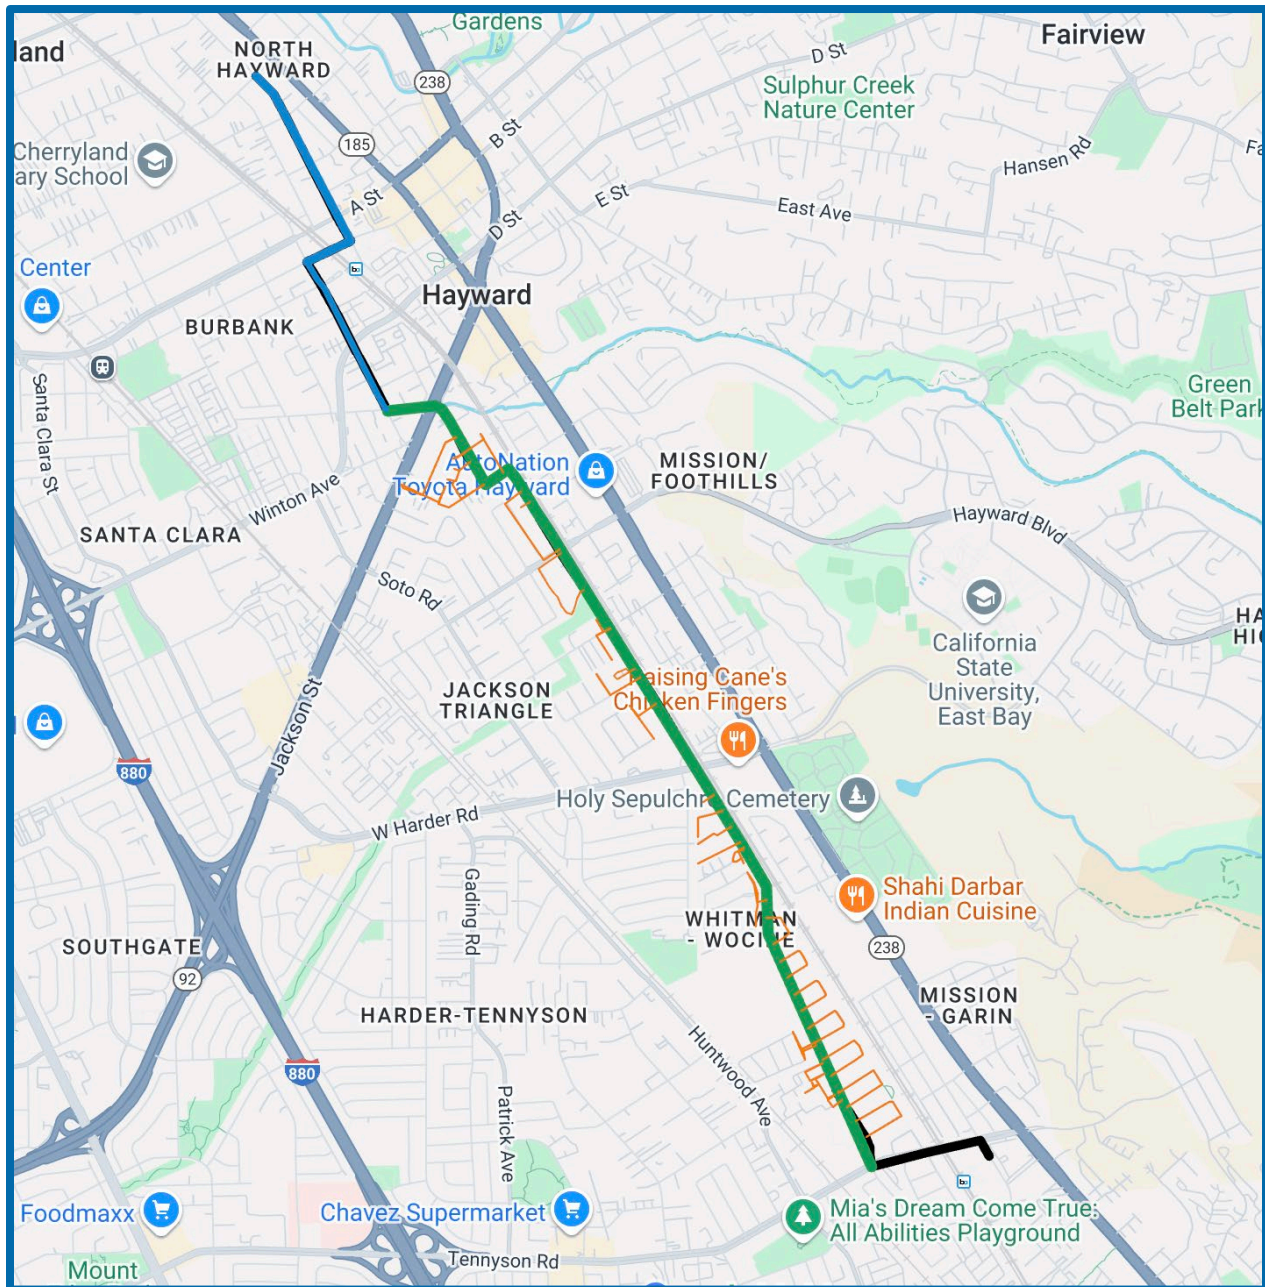 Gardens
land
NORTH
HAYWARD
Fairview
D St
238
Sulphur Creek
Nature Center
B St
185
Cherryland
ary School
Hansen Rd
Fa
A St
E St
East Ave
D St
Center
Hayward
BURBANK
Santa Clara St
Green
Belt Park
AutoNation
Toyota Hayward
MISSION/
FOOTHILLS
Winton Ave
Hayward Blvd
SANTA CLARA
Soto Rd
HA
HIG
California
State
University,
East Bay
JACKSON
TRIANGLE
Raising Cane's
Chicken Fingers
Jackson St
880
Holy Sepulchre Cemetery
W Harder Rd
Shahi Darbar
Indian Cuisine
Gading Rd
WHITMAN
- WOCINE
SOUTHGATE
238
92
MISSION
- GARIN
HARDER-TENNYSON
Huntwood Ave
880
Patrick Ave
Foodmaxx
Chavez Supermarket
Mia's Dream Come True:
All Abilities Playground
Tennyson Rd
Mount